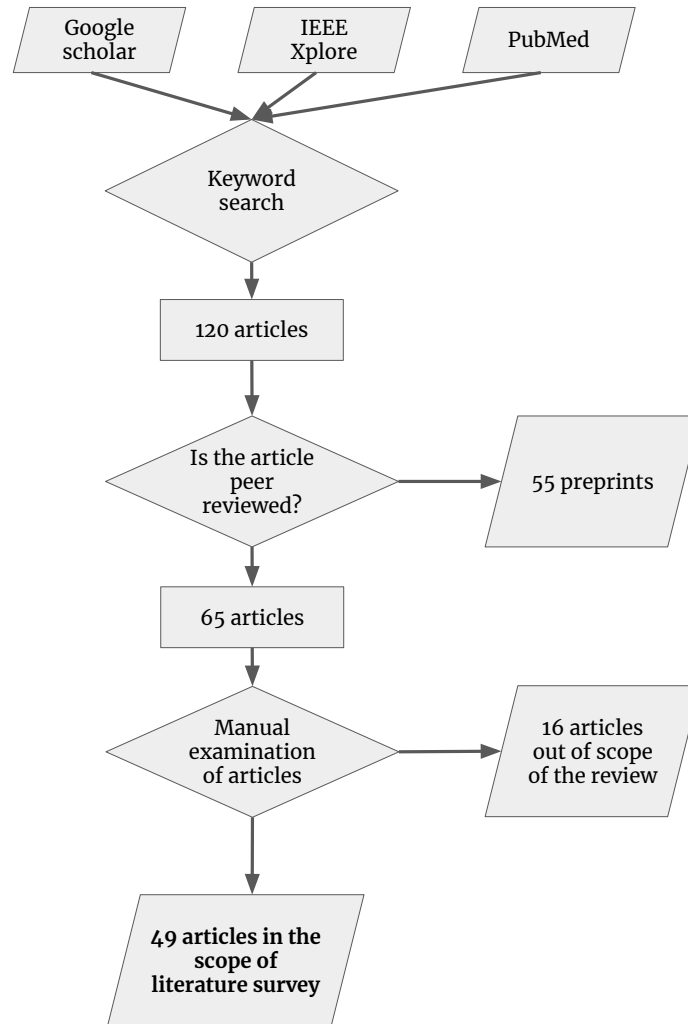 Google
scholar
IEEE
Xplore
PubMed
Keyword
search
120 articles
Is the article
peer
reviewed?
55 preprints
65 articles
Manual
examination
of articles
16 articles
out of scope
of the review
49 articles in the
scope of
literature survey